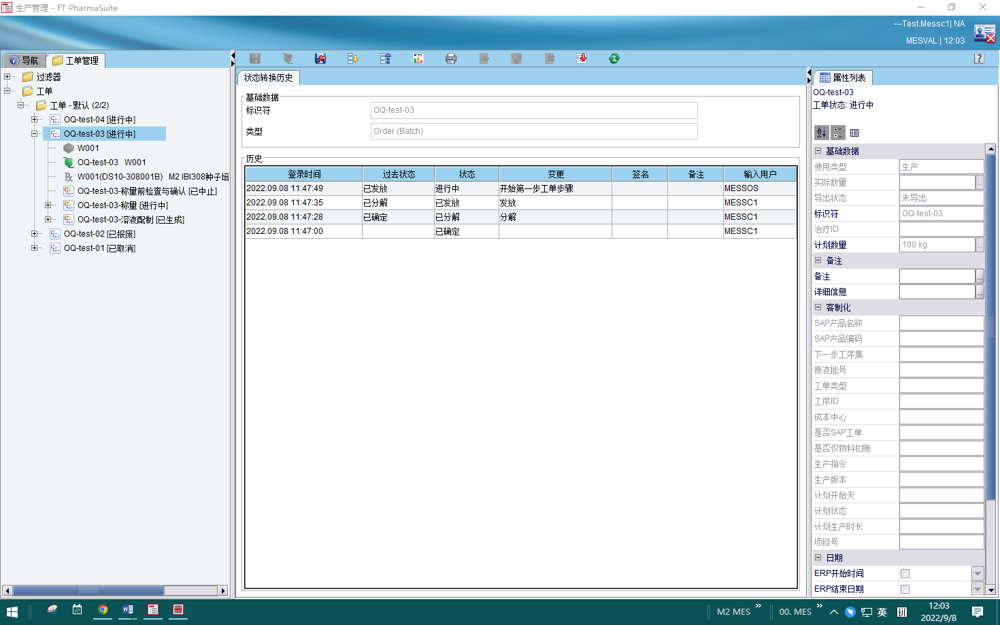 生产管理 - FT PharmaSuite
---Test.Messc1| NA
MESVAL | 12:03
导航
工单管理
过滤器
工单
工单 - 默认 (2/2)
OQ-test-04 [进行中]
OQ-test-03 [进行中]
W001
OQ-test-03 W001
W001(DS10-308001B) M2 IBI308种子培
OQ-test-03-称量前检查与确认 [已中止]
OQ-test-03-称量 [进行中]
OQ-test-03-溶液配制 [已生成]
OQ-test-02 [已报废]
OQ-test-01 [已取消]
状态转换历史
基础数据
标识符 OQ-test-03
类型 Order (Batch)
历史
登录时间 过去状态 状态 变更 签名 备注 输入用户
2022.09.08 11:47:49 已发放 进行中 开始第一步工单步骤 MESSOS
2022.09.08 11:47:35 已分解 已发放 发放 MESSC1
2022.09.08 11:47:28 已确定 已分解 分解 MESSC1
2022.09.08 11:47:00 已确定 MESSC1
属性列表
OQ-test-03
工单状态: 进行中
基础数据
使用类型 生产
实际数量
导出状态 未导出
标识符 OQ-test-03
治疗ID
计划数量 100 kg
备注
备注
详细信息
客制化
SAP产品名称
SAP产品编码
下一步工序集
原液批号
工单类型
工序ID
成本中心
是否SAP工单
是否仅物料扣账
生产指令
生产版本
计划开始天
计划状态
计划生产时长
项目号
日期
ERP开始时间
ERP结束日期
M2 MES
00. MES
英
拼
12:03
2022/9/8